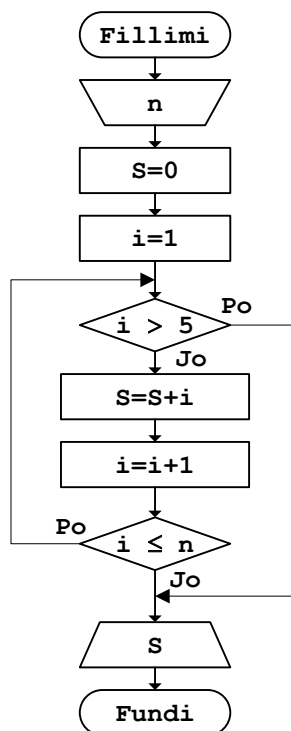 Fillimi
n
S=0
i=1
i > 5
Po
Jo
S=S+i
i=i+1
Po
i ≤ n
Jo
S
Fundi